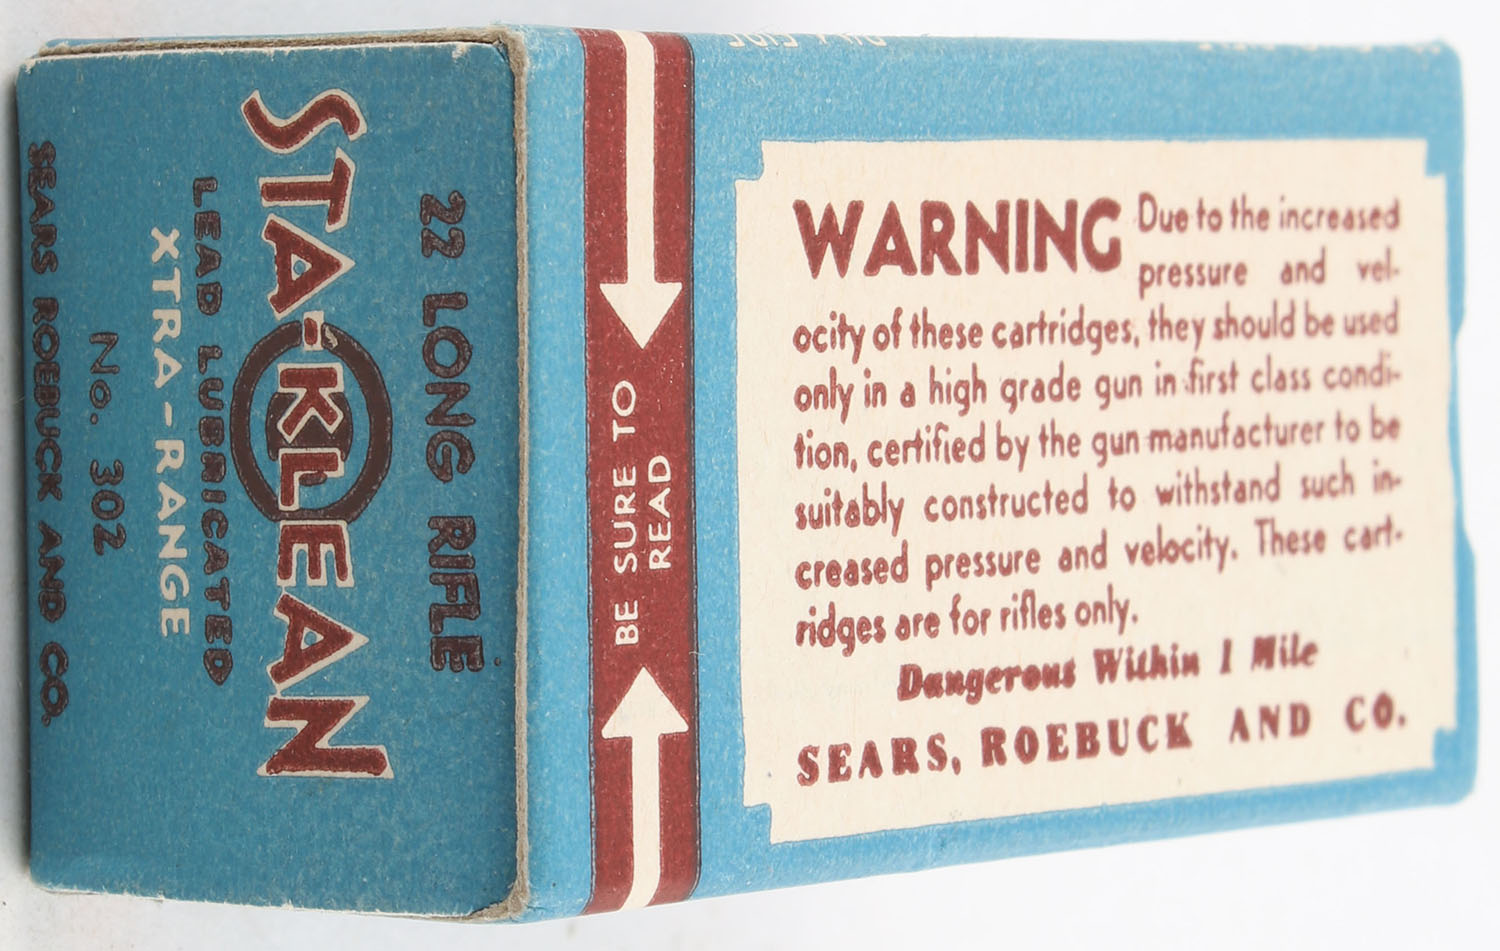 22 LONG RIFLE
STA-KLEAN
LEAD LUBRICATED
XTRA-RANGE
No. 302
SEARS ROEBUCK AND CO.
BE SURE TO
READ
WARNING Due to the increased
pressure and vel-
ocity of these cartridges, they should be used
only in a high grade gun in first class condi-
tion, certified by the gun manufacturer to be
suitably constructed to withstand such in-
creased pressure and velocity. These cart-
ridges are for rifles only.
Dangerous Within 1 Mile
SEARS, ROEBUCK AND CO.